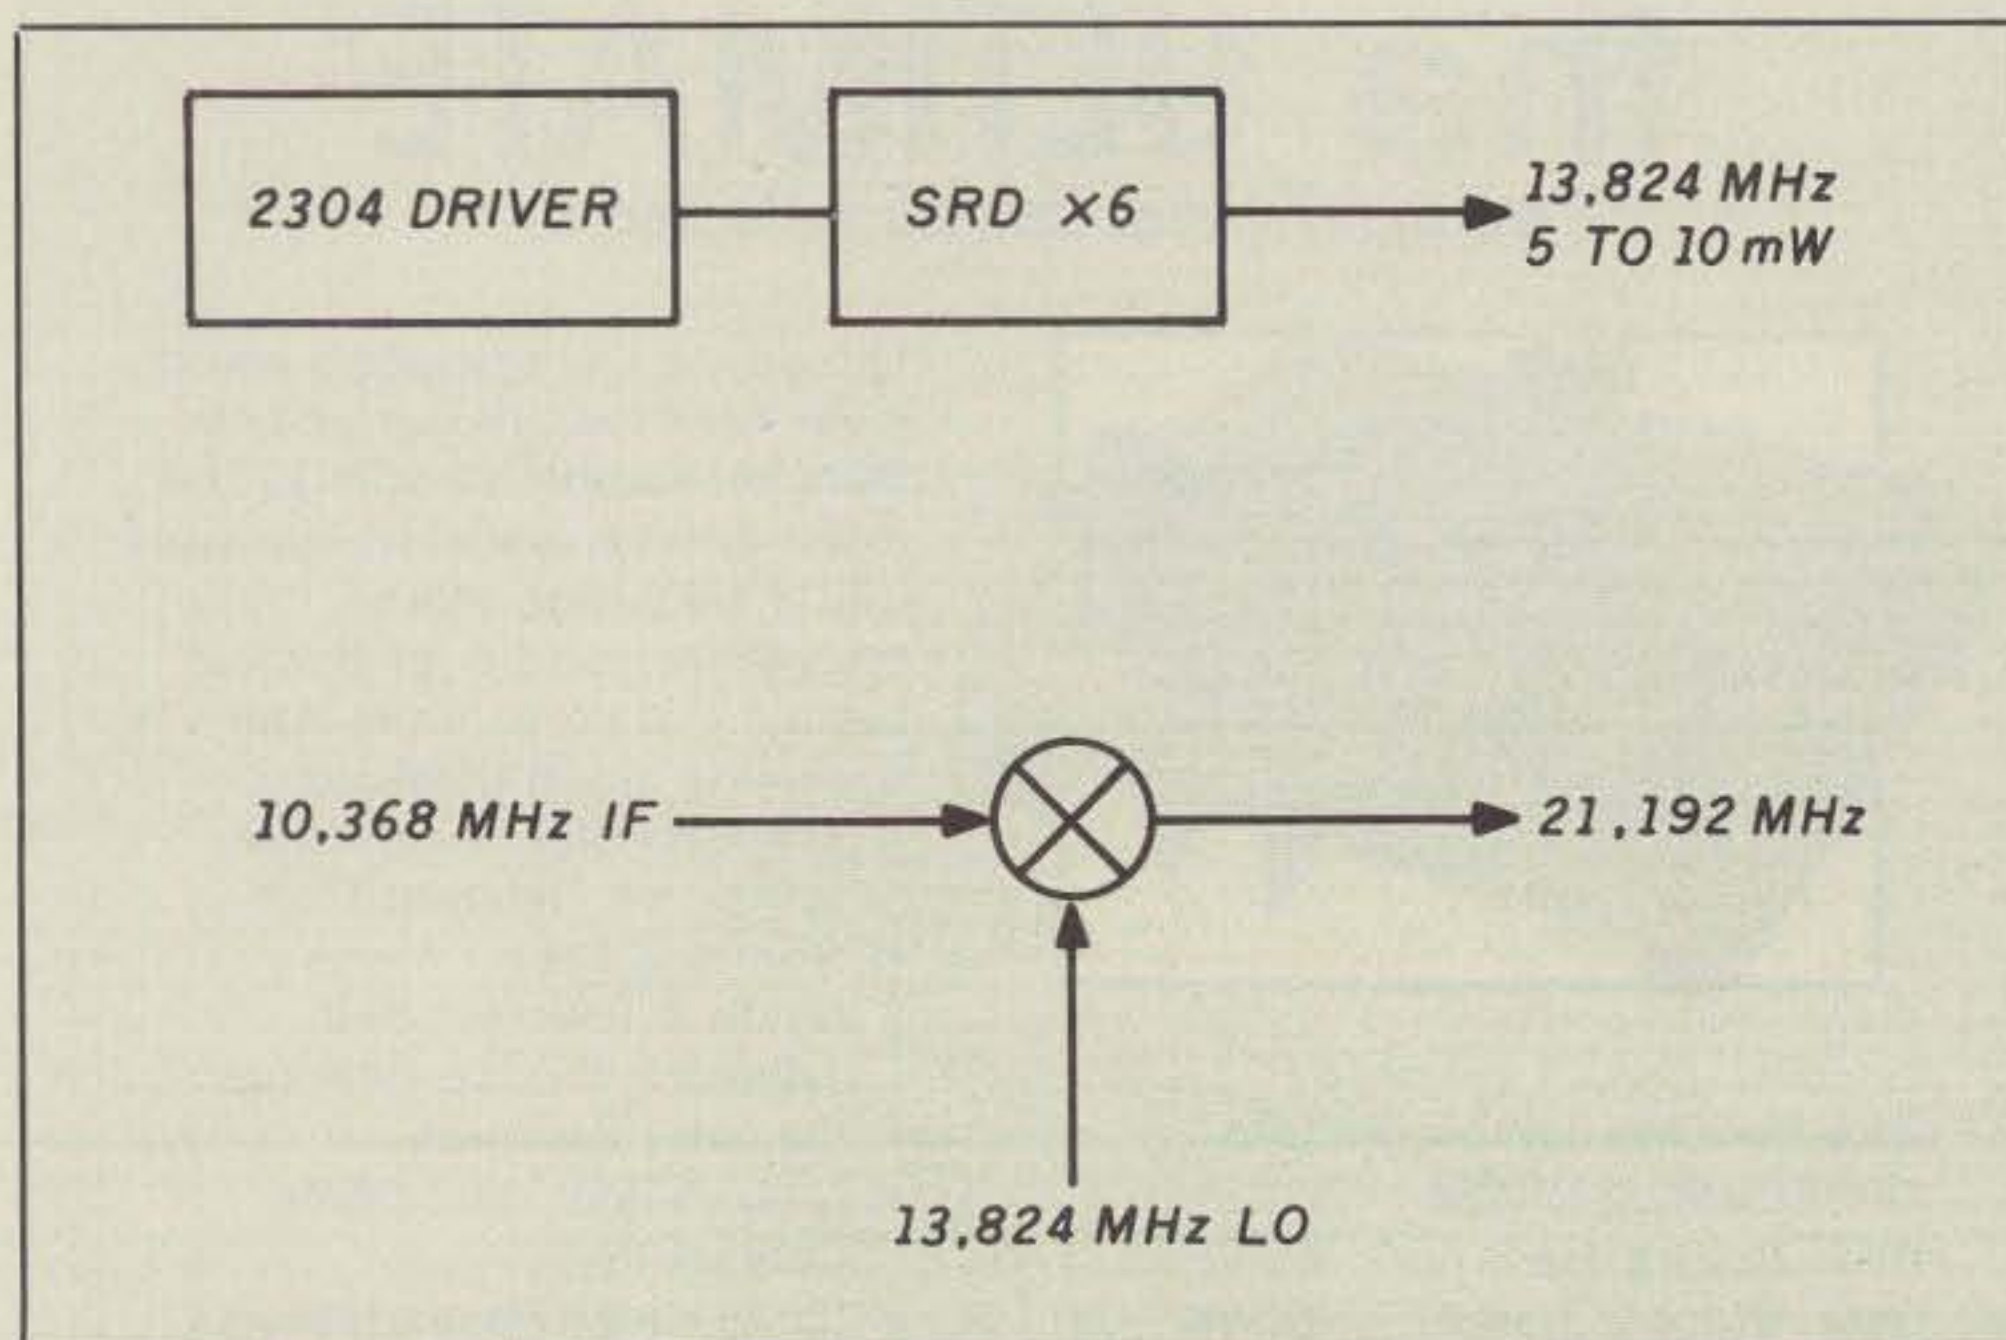 2304 DRIVER
SRD X6
13,824 MHz
5 TO 10 mW
10,368 MHz IF
21,192 MHz
13,824 MHz LO